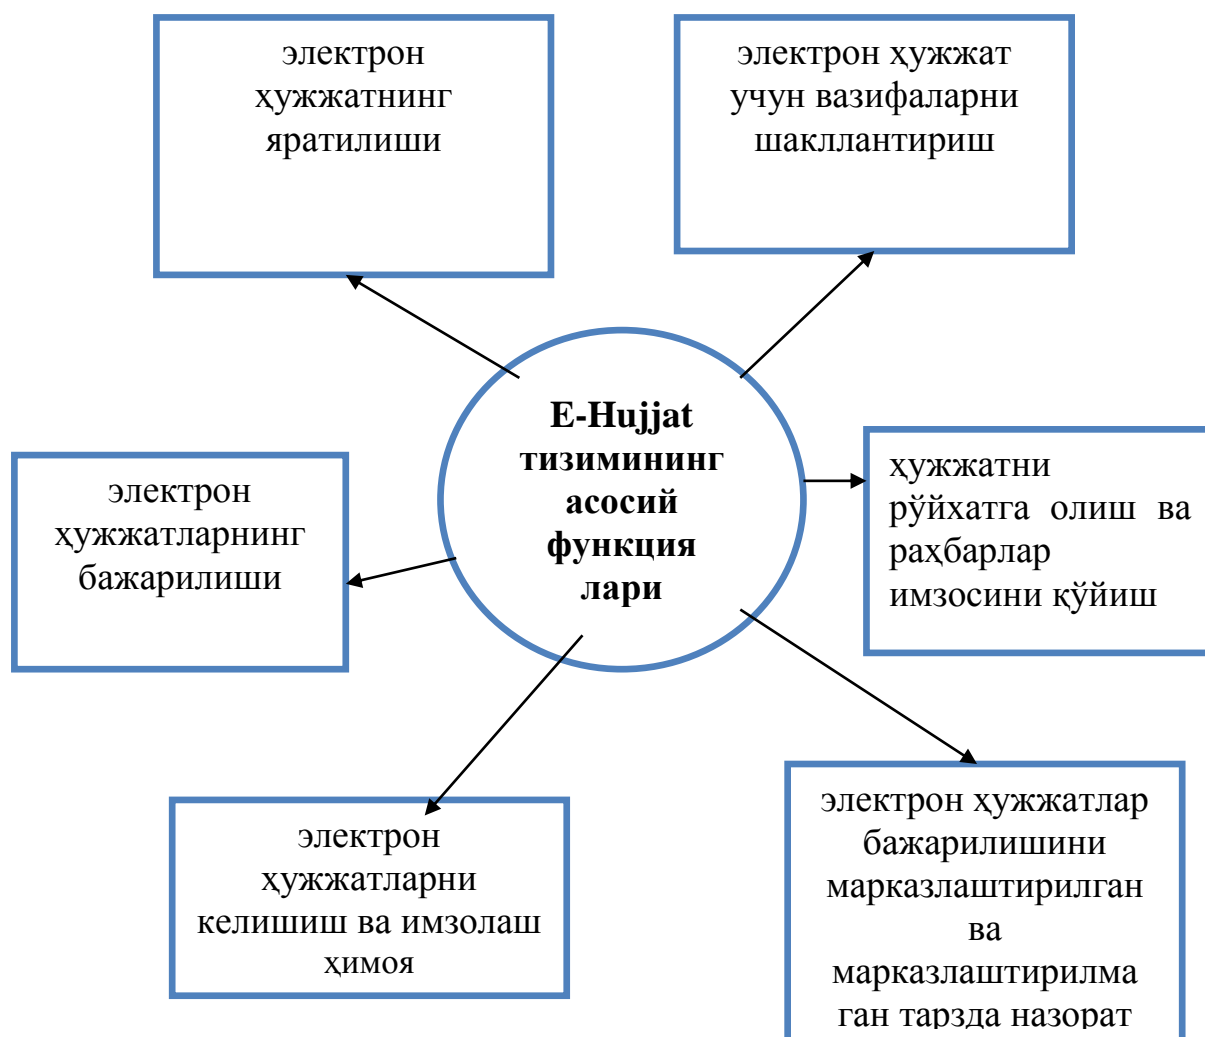 электрон
ҳужжатнинг
яратилиши
электрон ҳужжат
учун вазифаларни
шакллантириш
E-Hujjat
тизимининг
асосий
функция
лари
ҳужжатни
рўйхатга олиш ва
раҳбарлар
имзосини қўйиш
электрон
ҳужжатларнинг
бажарилиши
электрон
ҳужжатларни
келишиш ва имзолаш
ҳимоя
электрон ҳужжатлар
бажарилишини
марказлаштирилган
ва
марказлаштирилма
ган тарзда назорат